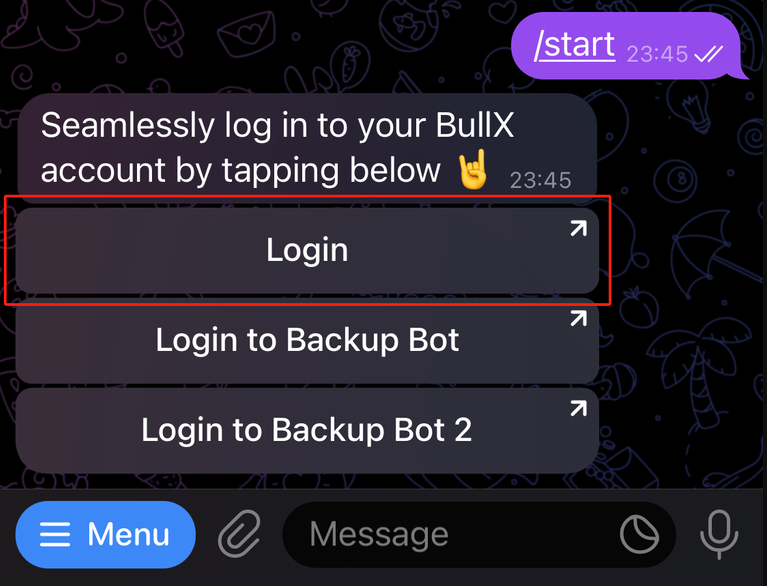 /start 23:45
Seamlessly log in to your BullX
account by tapping below 🤘 23:45
Login
Login to Backup Bot
Login to Backup Bot 2
Menu
Message